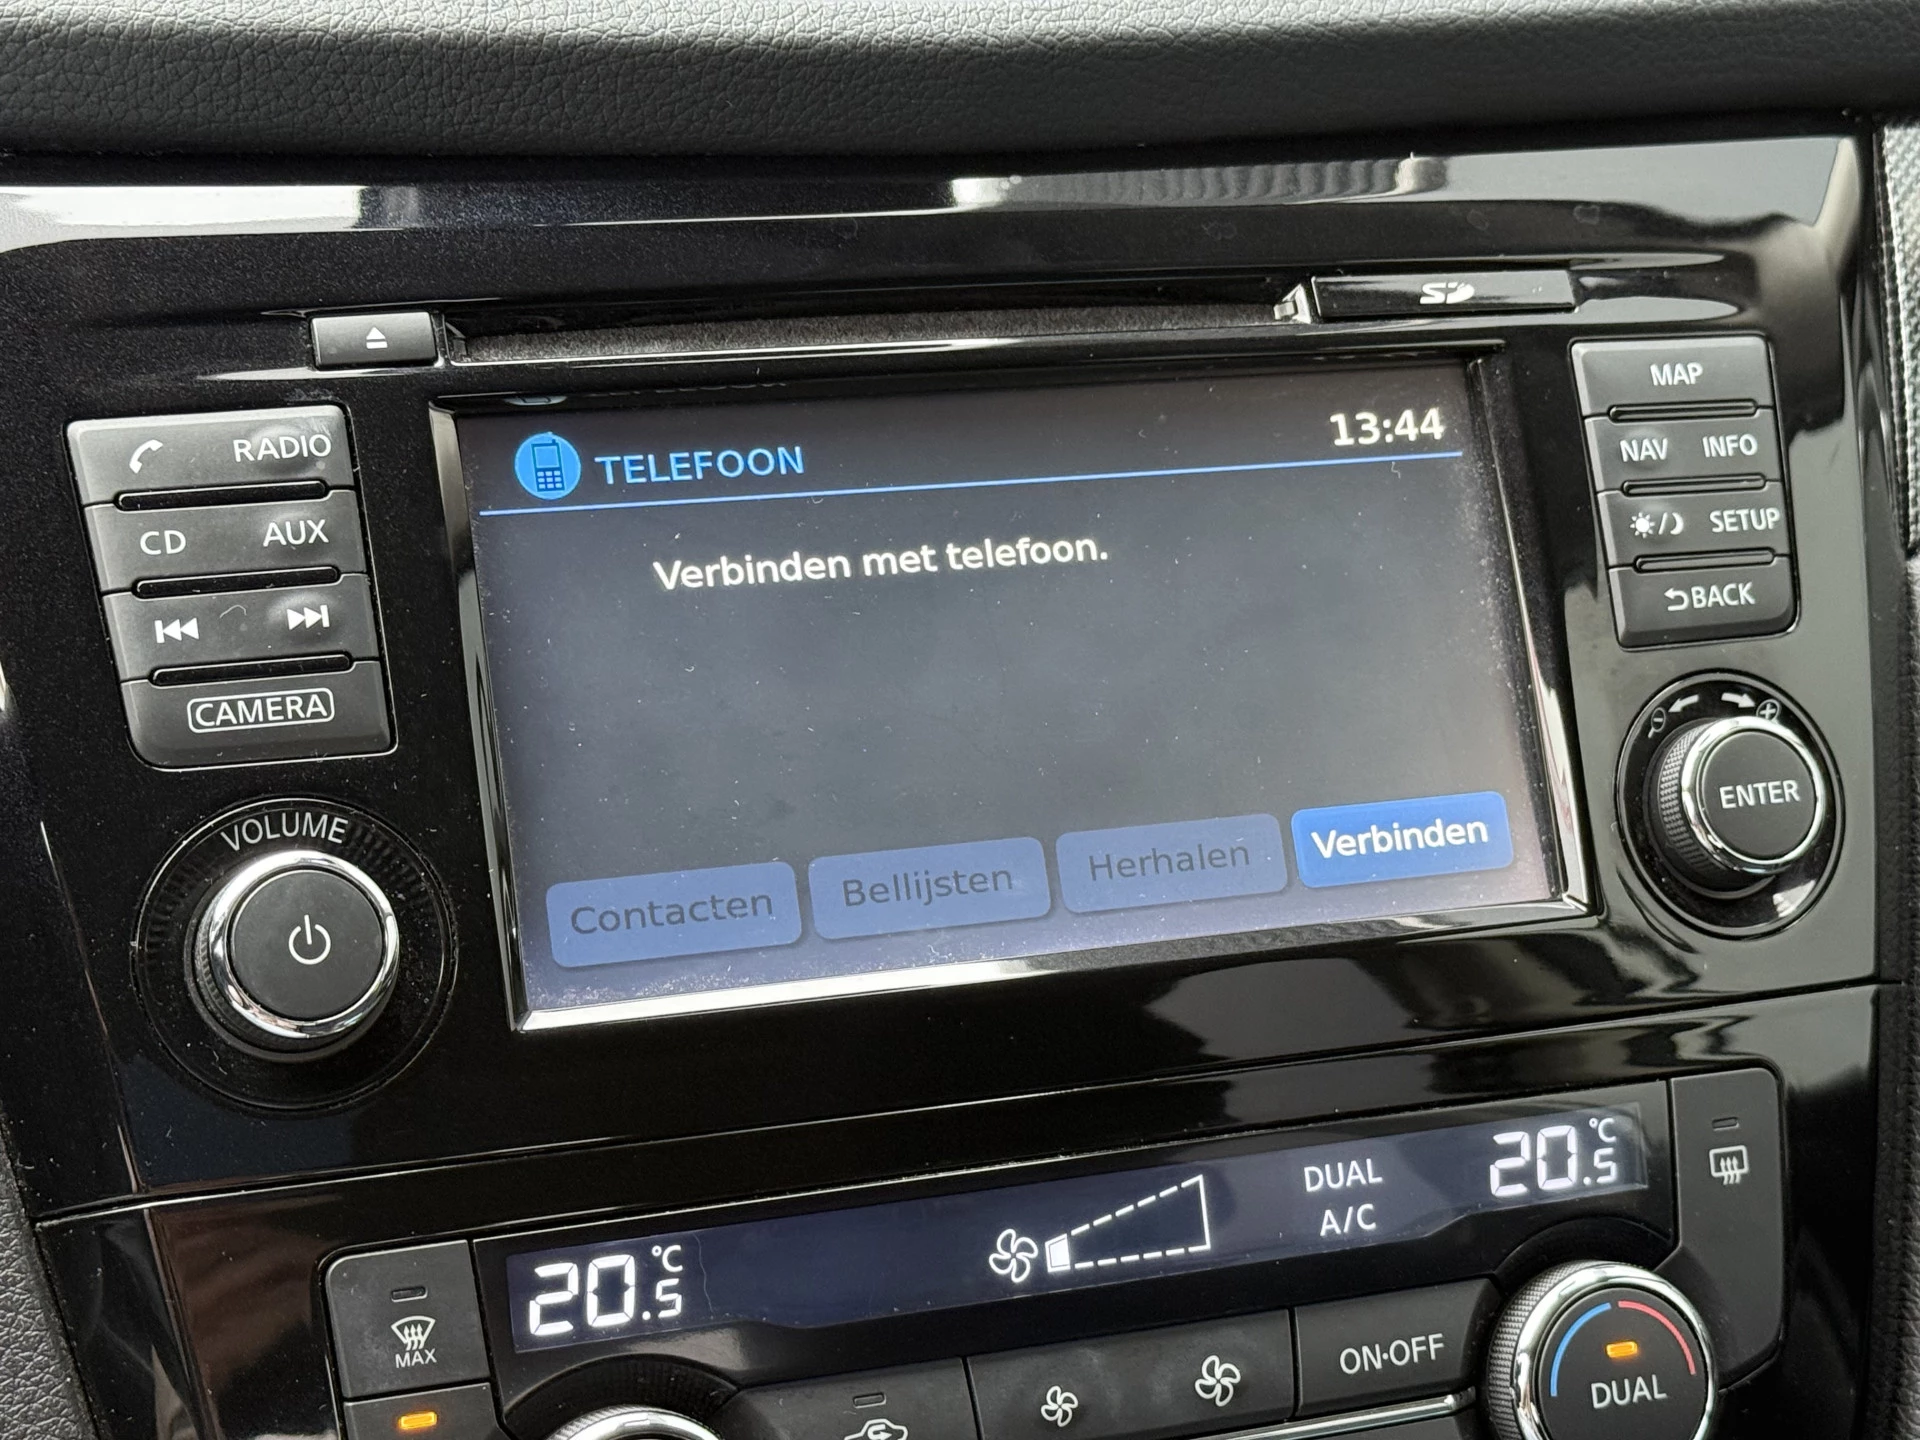 SD
RADIO
CD AUX
CAMERA
VOLUME
TELEFOON
13:44
Verbinden met telefoon.
Contacten
Bellijsten
Herhalen
Verbinden
MAP
NAV INFO
SETUP
BACK
ENTER
20.5 °C
DUAL
A/C
20.5 °C
MAX
ON·OFF
DUAL